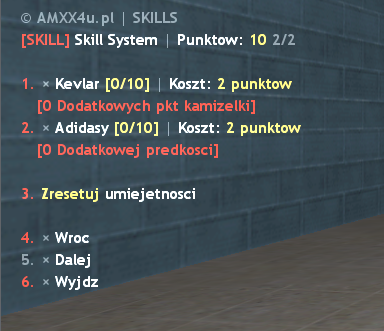 © AMXX4u.pl | SKILLS
[SKILL] Skill System | Punktow: 10 2/2
1. × Kevlar [0/10] | Koszt: 2 punktow
[0 Dodatkowych pkt kamizelki]
2. × Adidasy [0/10] | Koszt: 2 punktow
[0 Dodatkowej predkosci]
3. Zresetuj umiejetnosci
4. × Wroc
5. × Dalej
6. × Wyjdz